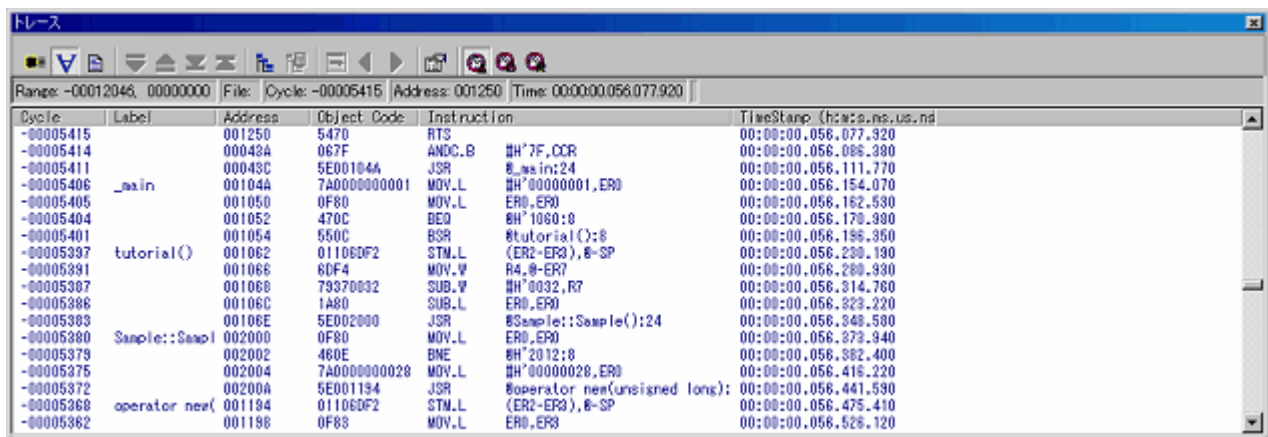 トレース
Range: -00012046, 00000000 File: Cycle: -00005415 Address: 001250 Time: 00:00:00.056.077.920
Cycle Label Address Object Code Instruction TimeStamp (h:m:s.ms.us.ns
-00005415 001250 5470 RTS 00:00:00.056.077.920
-00005414 00043A 067F ANDC.B #H'7F,CCR 00:00:00.056.086.380
-00005411 00043C 5E00104A JSR @_main:24 00:00:00.056.111.770
-00005406 _main 00104A 7A0000000001 MOV.L #H'00000001,ER0 00:00:00.056.154.070
-00005405 001050 0F80 MOV.L ER0,ER0 00:00:00.056.162.530
-00005404 001052 470C BEQ @H'1060:8 00:00:00.056.170.980
-00005401 001054 550C BSR @tutorial():8 00:00:00.056.196.350
-00005397 tutorial() 001062 01106DF2 STM.L (ER2-ER3),@-SP 00:00:00.056.230.190
-00005391 001066 6DF4 MOV.W R4,@-ER7 00:00:00.056.280.930
-00005387 001068 79370032 SUB.W #H'0032,R7 00:00:00.056.314.760
-00005386 00106C 1A80 SUB.L ER0,ER0 00:00:00.056.323.220
-00005383 00106E 5E002000 JSR @Sample::Sample():24 00:00:00.056.348.580
-00005380 Sample::Sampl 002000 0F80 MOV.L ER0,ER0 00:00:00.056.373.940
-00005379 002002 460E BNE @H'2012:8 00:00:00.056.382.400
-00005375 002004 7A0000000028 MOV.L #H'00000028,ER0 00:00:00.056.416.220
-00005372 00200A 5E001194 JSR @operator new(unsigned long): 00:00:00.056.441.590
-00005368 operator new( 001194 01106DF2 STM.L (ER2-ER3),@-SP 00:00:00.056.475.410
-00005362 001198 0F83 MOV.L ER0,ER3 00:00:00.056.526.120